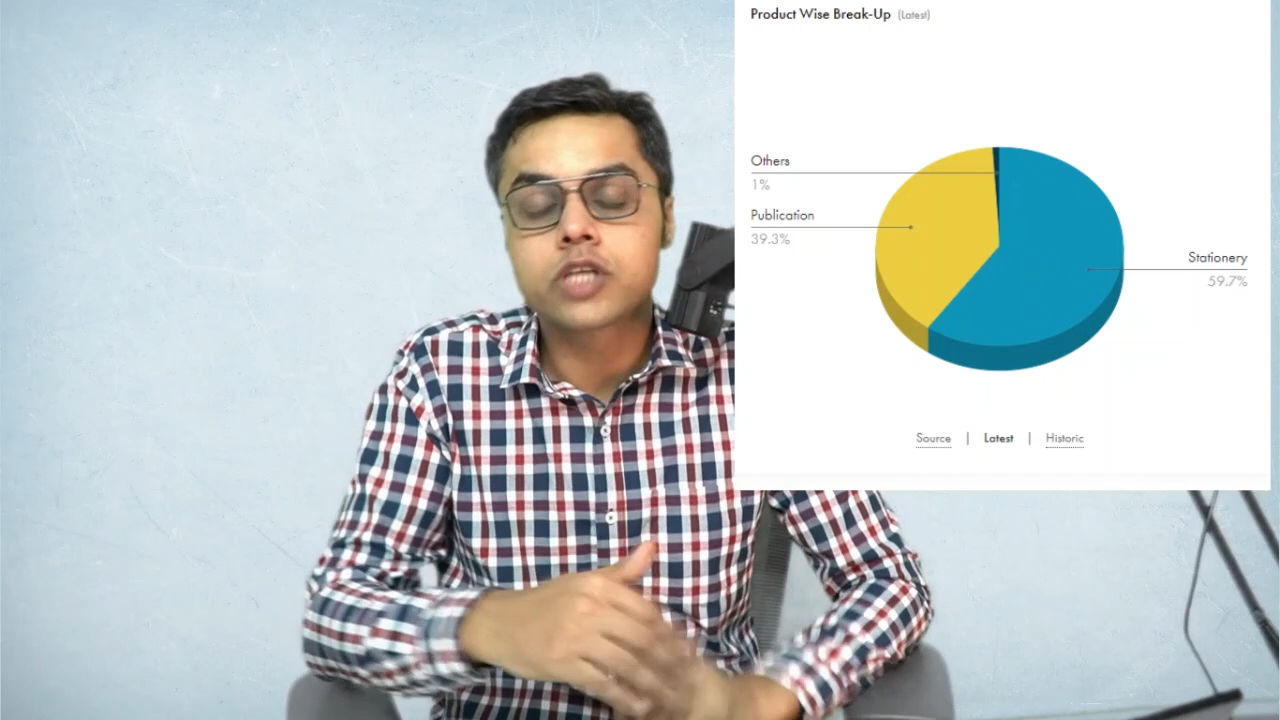 Product Wise Break-Up (Latest)
Others
1%
Publication
39.3%
Stationery
59.7%
Source | Latest | Historic